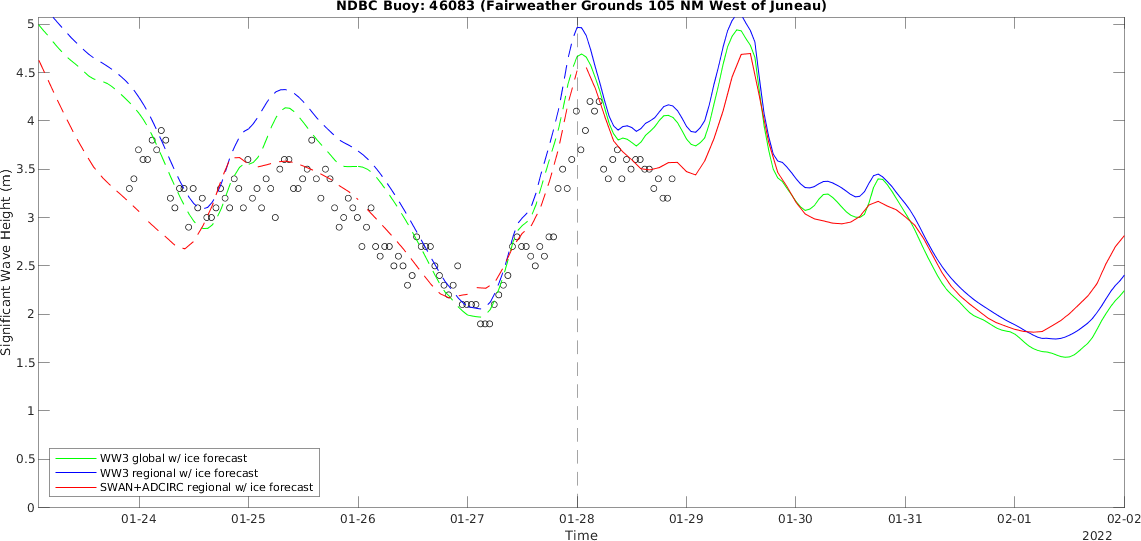 NDBC Buoy: 46083 (Fairweather Grounds 105 NM West of Juneau)
Significant Wave Height (m)
5
4.5
4
3.5
3
2.5
2
1.5
1
0.5
0
WW3 global w/ ice forecast
WW3 regional w/ ice forecast
SWAN+ADCIRC regional w/ ice forecast
01-24 01-25 01-26 01-27 01-28 01-29 01-30 01-31 02-01 02-02
Time
2022